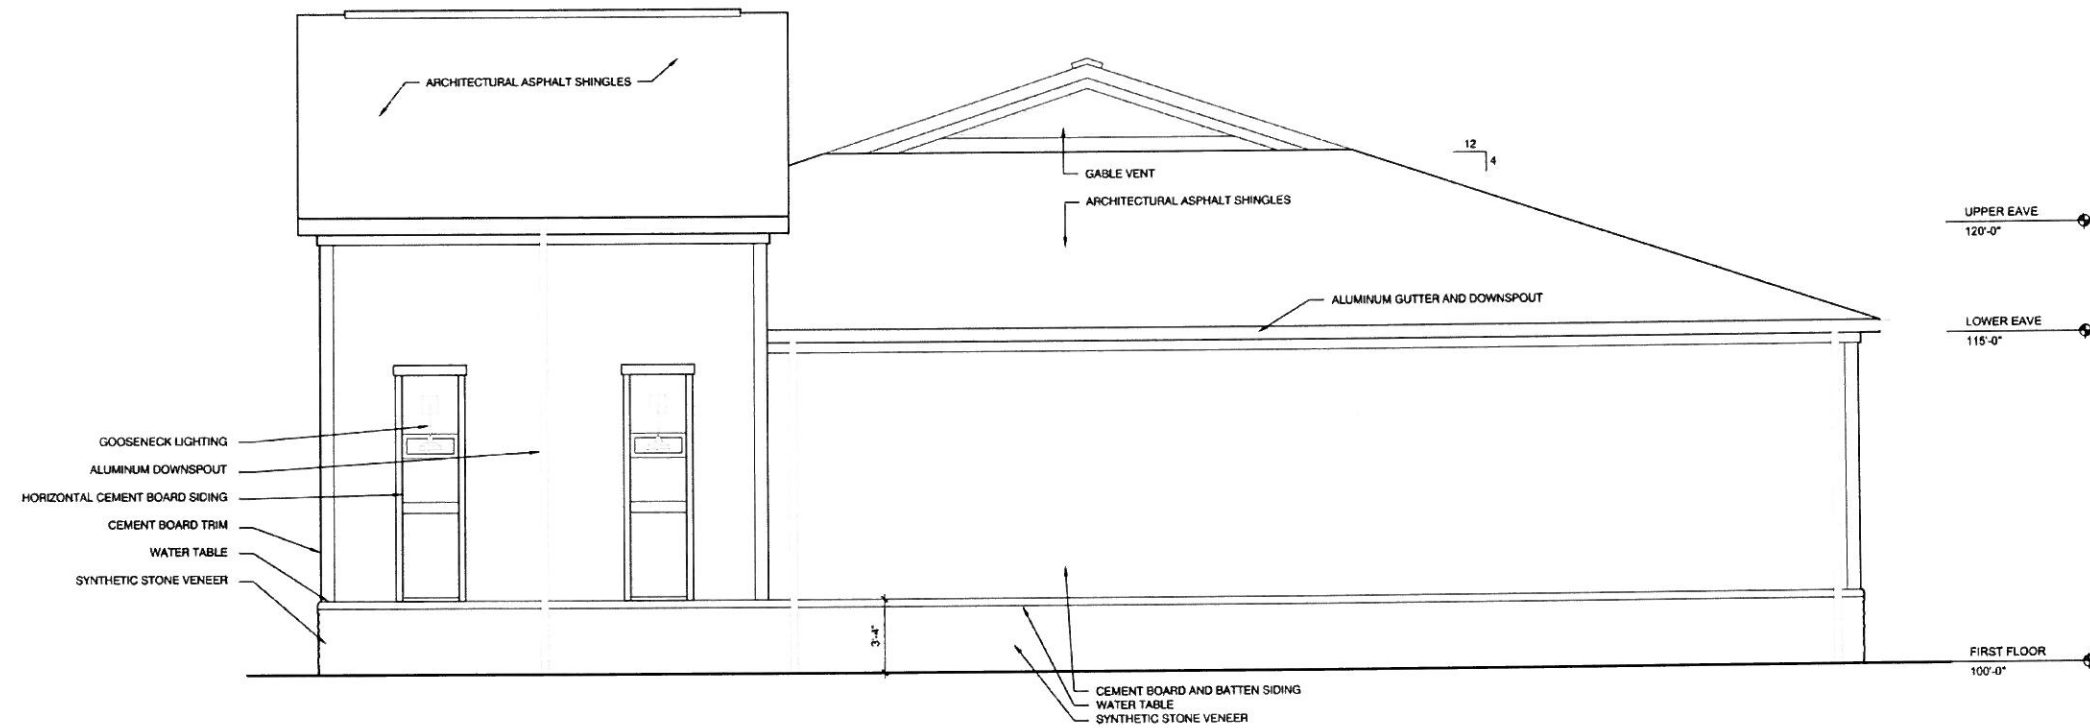 ARCHITECTURAL ASPHALT SHINGLES
12
4
GABLE VENT
ARCHITECTURAL ASPHALT SHINGLES
UPPER EAVE
120'-0"
ALUMINUM GUTTER AND DOWNSPOUT
LOWER EAVE
115'-0"
GOOSENECK LIGHTING
ALUMINUM DOWNSPOUT
HORIZONTAL CEMENT BOARD SIDING
CEMENT BOARD TRIM
WATER TABLE
SYNTHETIC STONE VENEER
3'-4"
FIRST FLOOR
100'-0"
CEMENT BOARD AND BATTEN SIDING
WATER TABLE
SYNTHETIC STONE VENEER